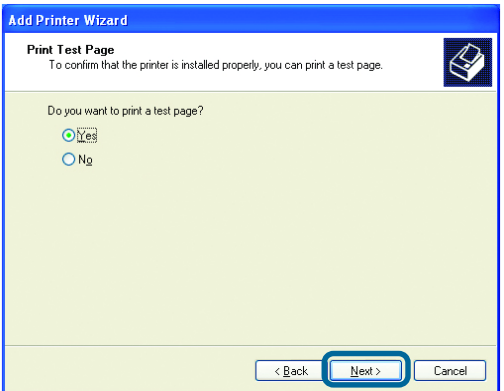 Add Printer Wizard
Print Test Page
To confirm that the printer is installed properly, you can print a test page.
Do you want to print a test page?
Yes
No
< Back Next > Cancel